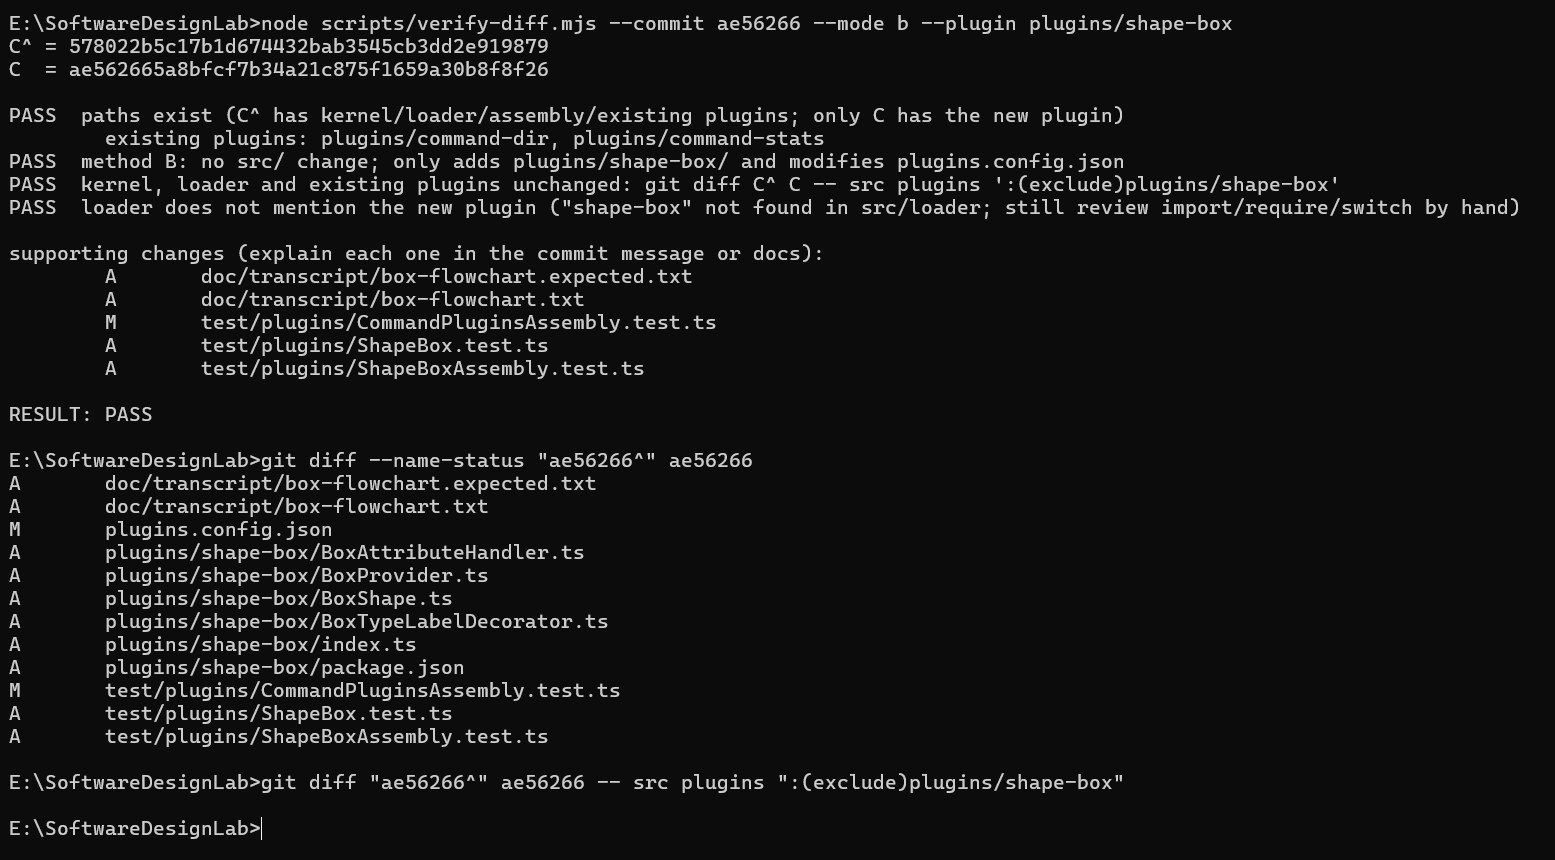 E:\SoftwareDesignLab>node scripts/verify-diff.mjs --commit ae56266 --mode b --plugin plugins/shape-box
C^ = 578022b5c17b1d674432bab3545cb3dd2e919879
C  = ae562665a8bfcf7b34a21c875f1659a30b8f8f26
PASS  paths exist (C^ has kernel/loader/assembly/existing plugins; only C has the new plugin)
        existing plugins: plugins/command-dir, plugins/command-stats
PASS  method B: no src/ change; only adds plugins/shape-box/ and modifies plugins.config.json
PASS  kernel, loader and existing plugins unchanged: git diff C^ C -- src plugins ':(exclude)plugins/shape-box'
PASS  loader does not mention the new plugin ("shape-box" not found in src/loader; still review import/require/switch by hand)
supporting changes (explain each one in the commit message or docs):
        A       doc/transcript/box-flowchart.expected.txt
        A       doc/transcript/box-flowchart.txt
        M       test/plugins/CommandPluginsAssembly.test.ts
        A       test/plugins/ShapeBox.test.ts
        A       test/plugins/ShapeBoxAssembly.test.ts
RESULT: PASS
E:\SoftwareDesignLab>git diff --name-status "ae56266^" ae56266
A       doc/transcript/box-flowchart.expected.txt
A       doc/transcript/box-flowchart.txt
M       plugins.config.json
A       plugins/shape-box/BoxAttributeHandler.ts
A       plugins/shape-box/BoxProvider.ts
A       plugins/shape-box/BoxShape.ts
A       plugins/shape-box/BoxTypeLabelDecorator.ts
A       plugins/shape-box/index.ts
A       plugins/shape-box/package.json
M       test/plugins/CommandPluginsAssembly.test.ts
A       test/plugins/ShapeBox.test.ts
A       test/plugins/ShapeBoxAssembly.test.ts
E:\SoftwareDesignLab>git diff "ae56266^" ae56266 -- src plugins ":(exclude)plugins/shape-box"
E:\SoftwareDesignLab>